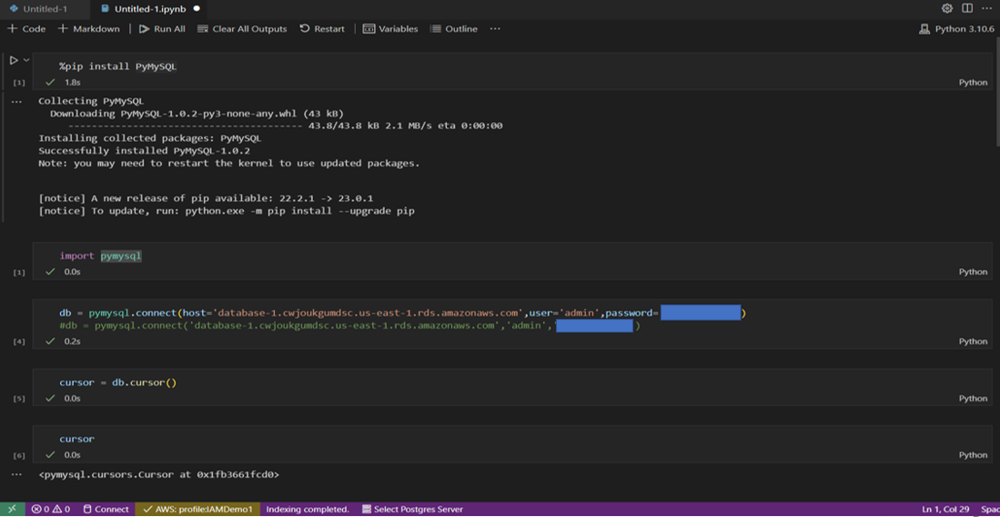 Untitled-1
Untitled-1.ipynb
+ Code + Markdown | Run All Clear All Outputs Restart | Variables Outline ...
Python 3.10.6
%pip install PyMySQL
[1] ✓ 1.8s Python
... Collecting PyMySQL
Downloading PyMySQL-1.0.2-py3-none-any.whl (43 kB)
---------------------------------------- 43.8/43.8 kB 2.1 MB/s eta 0:00:00
Installing collected packages: PyMySQL
Successfully installed PyMySQL-1.0.2
Note: you may need to restart the kernel to use updated packages.
[notice] A new release of pip available: 22.2.1 -> 23.0.1
[notice] To update, run: python.exe -m pip install --upgrade pip
import pymysql
[1] ✓ 0.0s Python
db = pymysql.connect(host='database-1.cwjoukgumdsc.us-east-1.rds.amazonaws.com',user='admin',password= )
#db = pymysql.connect('database-1.cwjoukgumdsc.us-east-1.rds.amazonaws.com','admin',' )
[4] ✓ 0.2s Python
cursor = db.cursor()
[5] ✓ 0.0s Python
cursor
[6] ✓ 0.0s Python
... <pymysql.cursors.Cursor at 0x1fb3661fcd0>
0 0 Connect ✓ AWS: profile:IAMDemo1 Indexing completed. Select Postgres Server Ln 1, Col 29 Spac